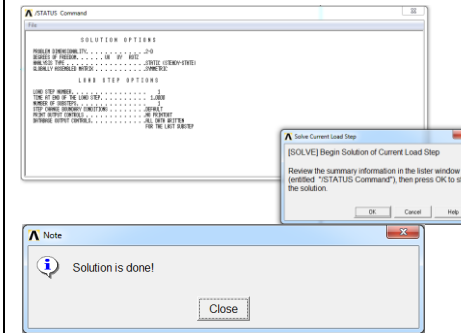 /STATUS Command
File
SOLUTION OPTIONS
PROBLEM DIMENSIONALITY. . . . . . . . . . . . .2-D
DEGREES OF FREEDOM. . . . . . UX UY ROTZ
ANALYSIS TYPE . . . . . . . . . . . . . . . . .STATIC (STEADY-STATE)
GLOBALLY ASSEMBLED MATRIX . . . . . . . . . . .SYMMETRIC
LOAD STEP OPTIONS
LOAD STEP NUMBER. . . . . . . . . . . . . . . . 1
TIME AT END OF THE LOAD STEP. . . . . . . . . . 1.0000
NUMBER OF SUBSTEPS. . . . . . . . . . . . . . . 1
STEP CHANGE BOUNDARY CONDITIONS . . . . . . . .DEFAULT
PRINT OUTPUT CONTROLS . . . . . . . . . . . . .NO PRINTOUT
DATABASE OUTPUT CONTROLS. . . . . . . . . . . .ALL DATA WRITTEN
FOR THE LAST SUBSTEP
Solve Current Load Step
[SOLVE] Begin Solution of Current Load Step
Review the summary information in the lister window
(entitled "/STATUS Command"), then press OK to st
the solution.
OK Cancel Help
Note
Solution is done!
Close